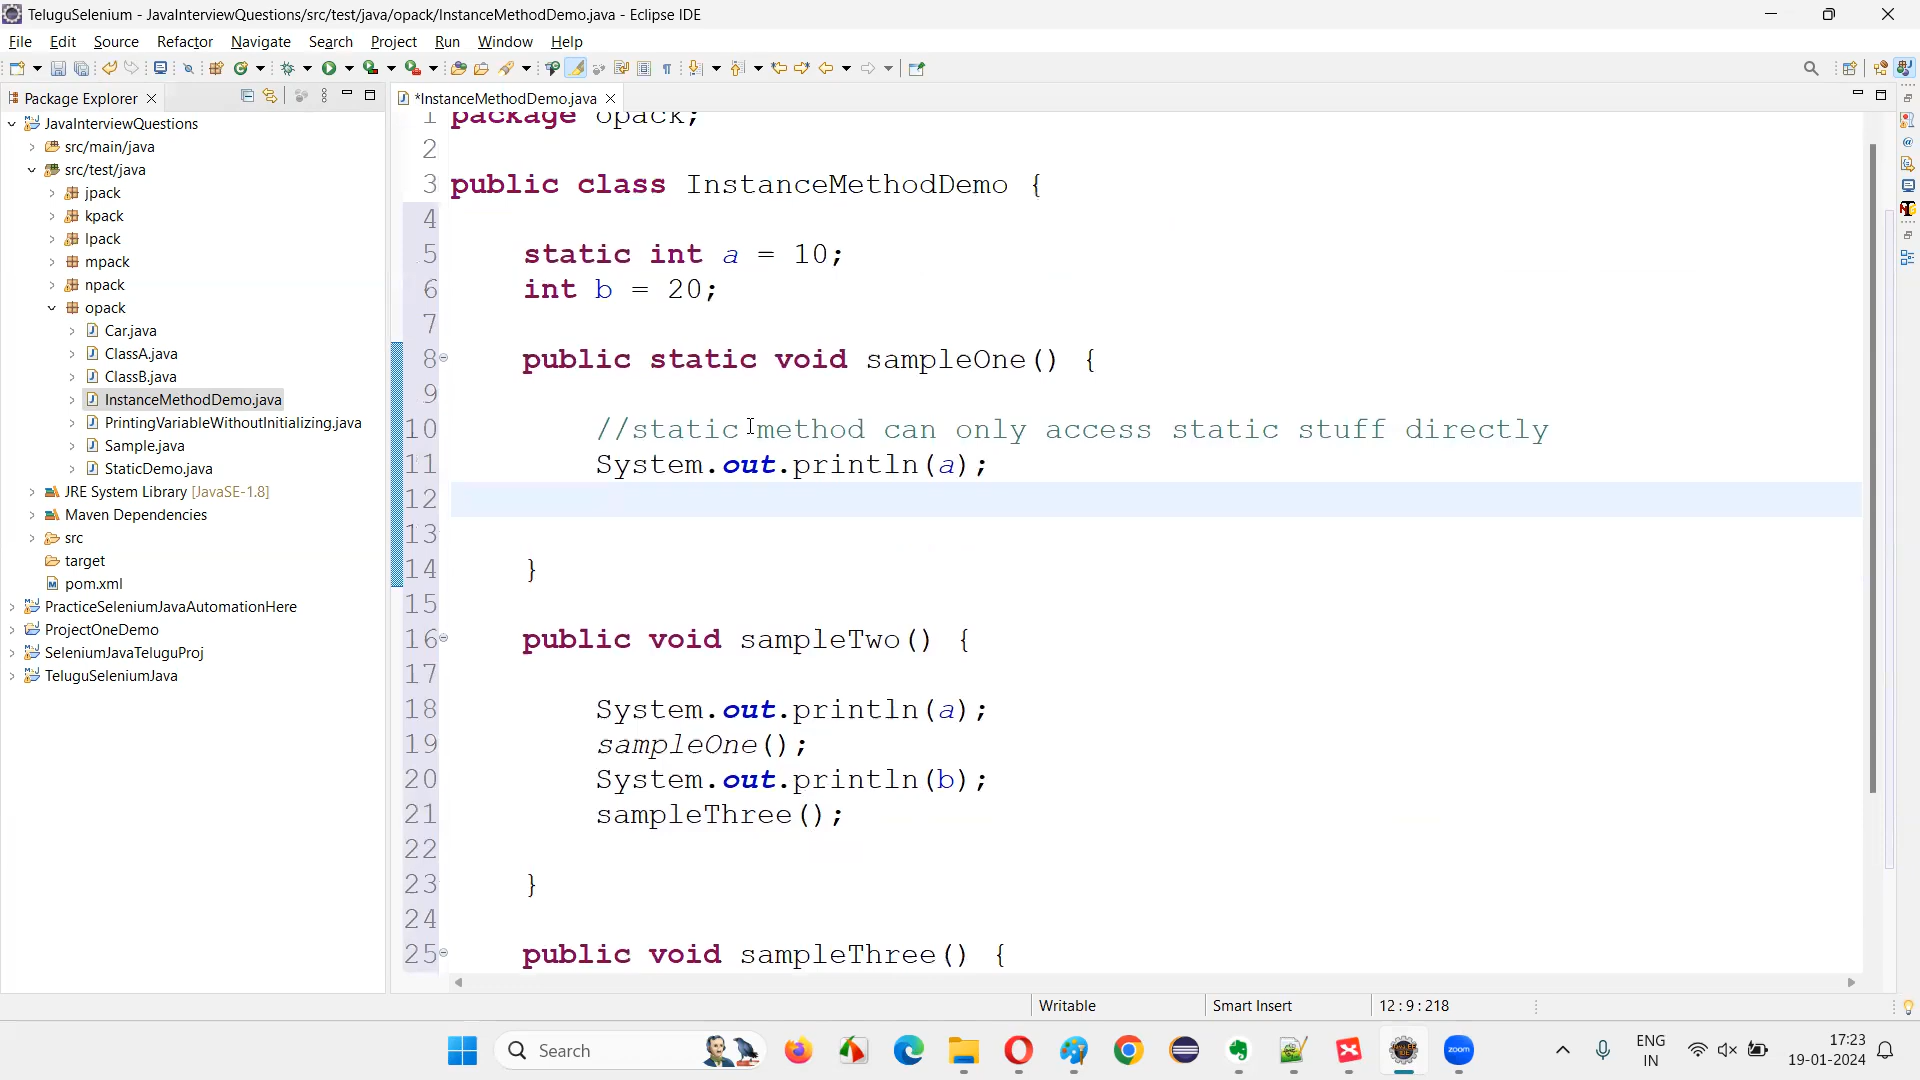 TeluguSelenium - JavaInterviewQuestions/src/test/java/opack/InstanceMethodDemo.java - Eclipse IDE
File Edit Source Refactor Navigate Search Project Run Window Help
Package Explorer
*InstanceMethodDemo.java
JavaInterviewQuestions
src/main/java
src/test/java
jpack
kpack
lpack
mpack
npack
opack
Car.java
ClassA.java
ClassB.java
InstanceMethodDemo.java
PrintingVariableWithoutInitializing.java
Sample.java
StaticDemo.java
JRE System Library [JavaSE-1.8]
Maven Dependencies
src
target
pom.xml
PracticeSeleniumJavaAutomationHere
ProjectOneDemo
SeleniumJavaTeluguProj
TeluguSeleniumJava
1 package opack;
2
3 public class InstanceMethodDemo {
4
5 static int a = 10;
6 int b = 20;
7
8 public static void sampleOne() {
9
10 //static method can only access static stuff directly
11 System.out.println(a);
12
13
14 }
15
16 public void sampleTwo() {
17
18 System.out.println(a);
19 sampleOne();
20 System.out.println(b);
21 sampleThree();
22
23 }
24
25 public void sampleThree() {
Writable Smart Insert 12 : 9 : 218
Search
zoom
ENG
IN
17:23
19-01-2024